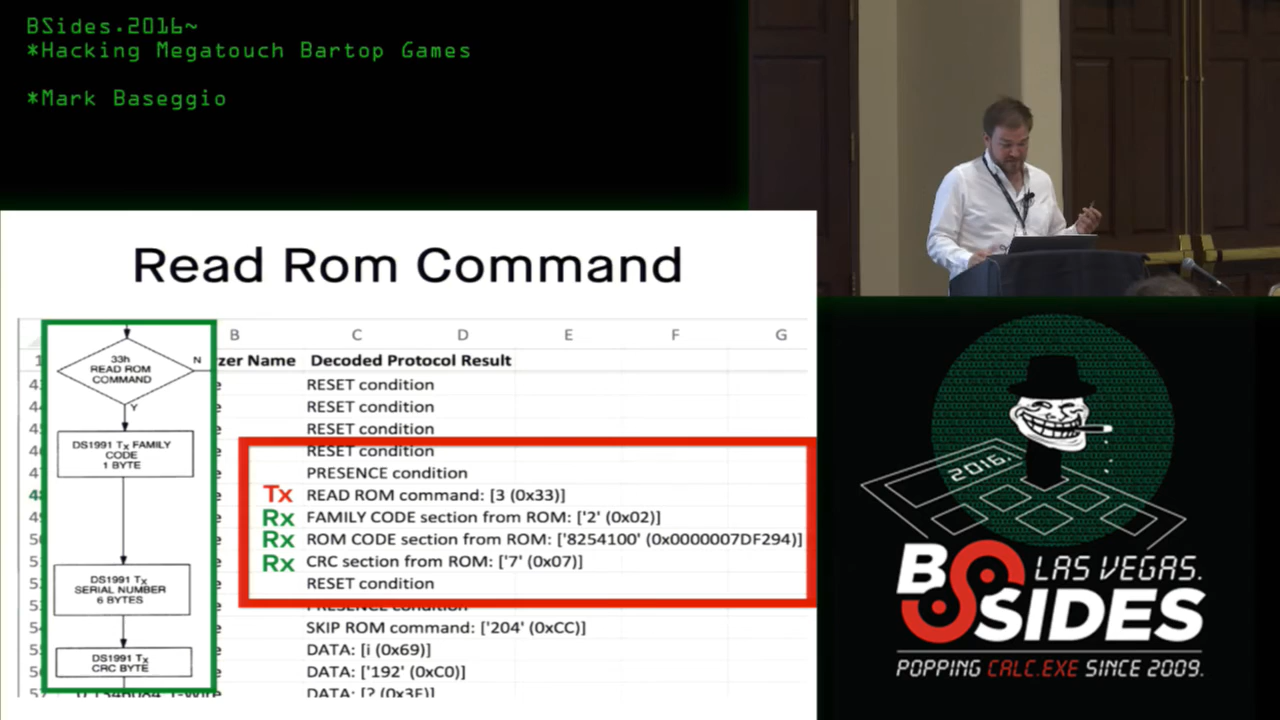 BSides.2016~
*Hacking Megatouch Bartop Games
*Mark Baseggio
Read Rom Command
B C D E F G
zer Name Decoded Protocol Result
RESET condition
RESET condition
RESET condition
RESET condition
PRESENCE condition
Tx READ ROM command: [3 (0x33)]
Rx FAMILY CODE section from ROM: ['2' (0x02)]
Rx ROM CODE section from ROM: ['8254100' (0x0000007DF294)]
Rx CRC section from ROM: ['7' (0x07)]
RESET condition
PRESENCE condition
SKIP ROM command: ['204' (0xCC)]
DATA: [i (0x69)]
DATA: ['192' (0xC0)]
DATA: [? (0x3F)]
33h
READ ROM
COMMAND
N
Y
DS1991 Tx FAMILY
CODE
1 BYTE
DS1991 Tx
SERIAL NUMBER
6 BYTES
DS1991 Tx
CRC BYTE
2016.
BSIDES
LAS VEGAS.
POPPING CALC.EXE SINCE 2009.